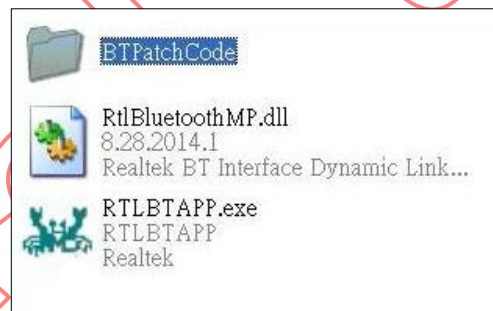 BTPatchCode
RtlBluetoothMP.dll
8.28.2014.1
Realtek BT Interface Dynamic Link...
RTLBTAPP.exe
RTLBTAPP
Realtek